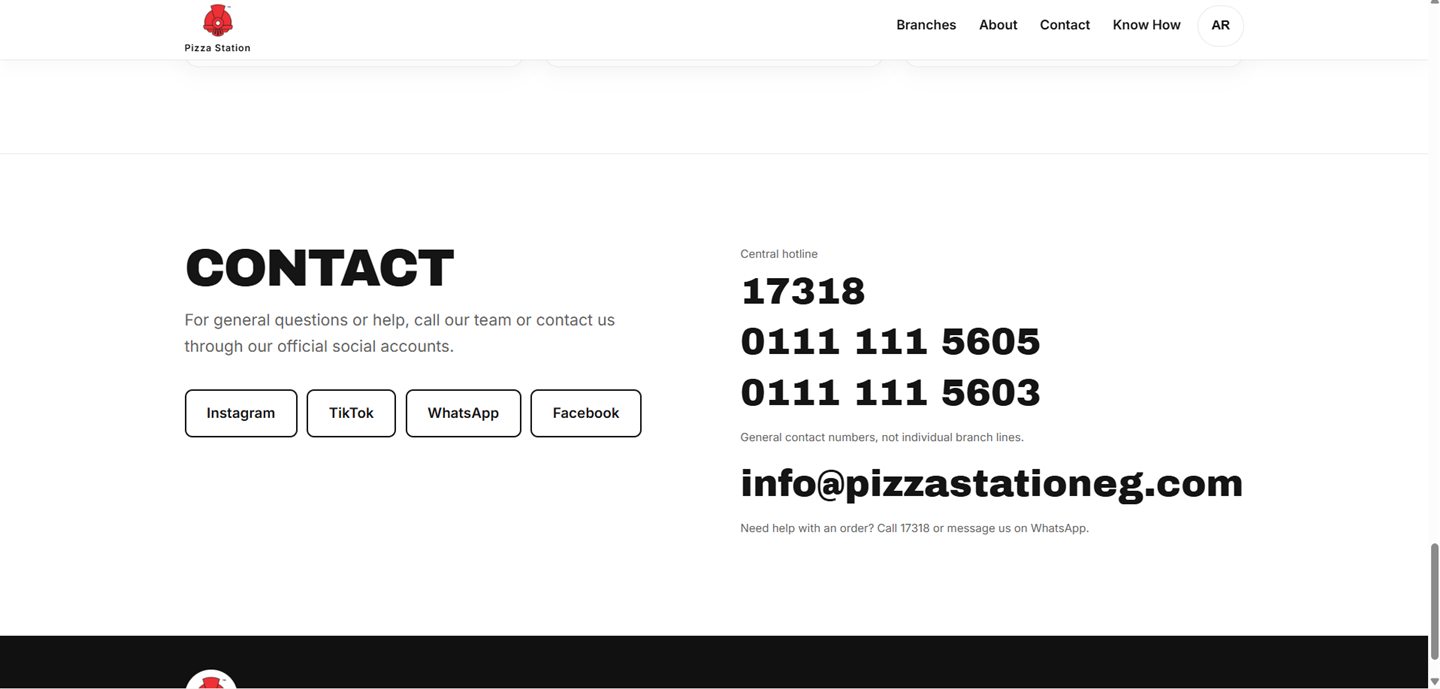 Pizza Station
Branches
About
Contact
Know How
AR
CONTACT
For general questions or help, call our team or contact us
through our official social accounts.
Instagram
TikTok
WhatsApp
Facebook
Central hotline
17318
0111 111 5605
0111 111 5603
General contact numbers, not individual branch lines.
info@pizzastationeg.com
Need help with an order? Call 17318 or message us on WhatsApp.